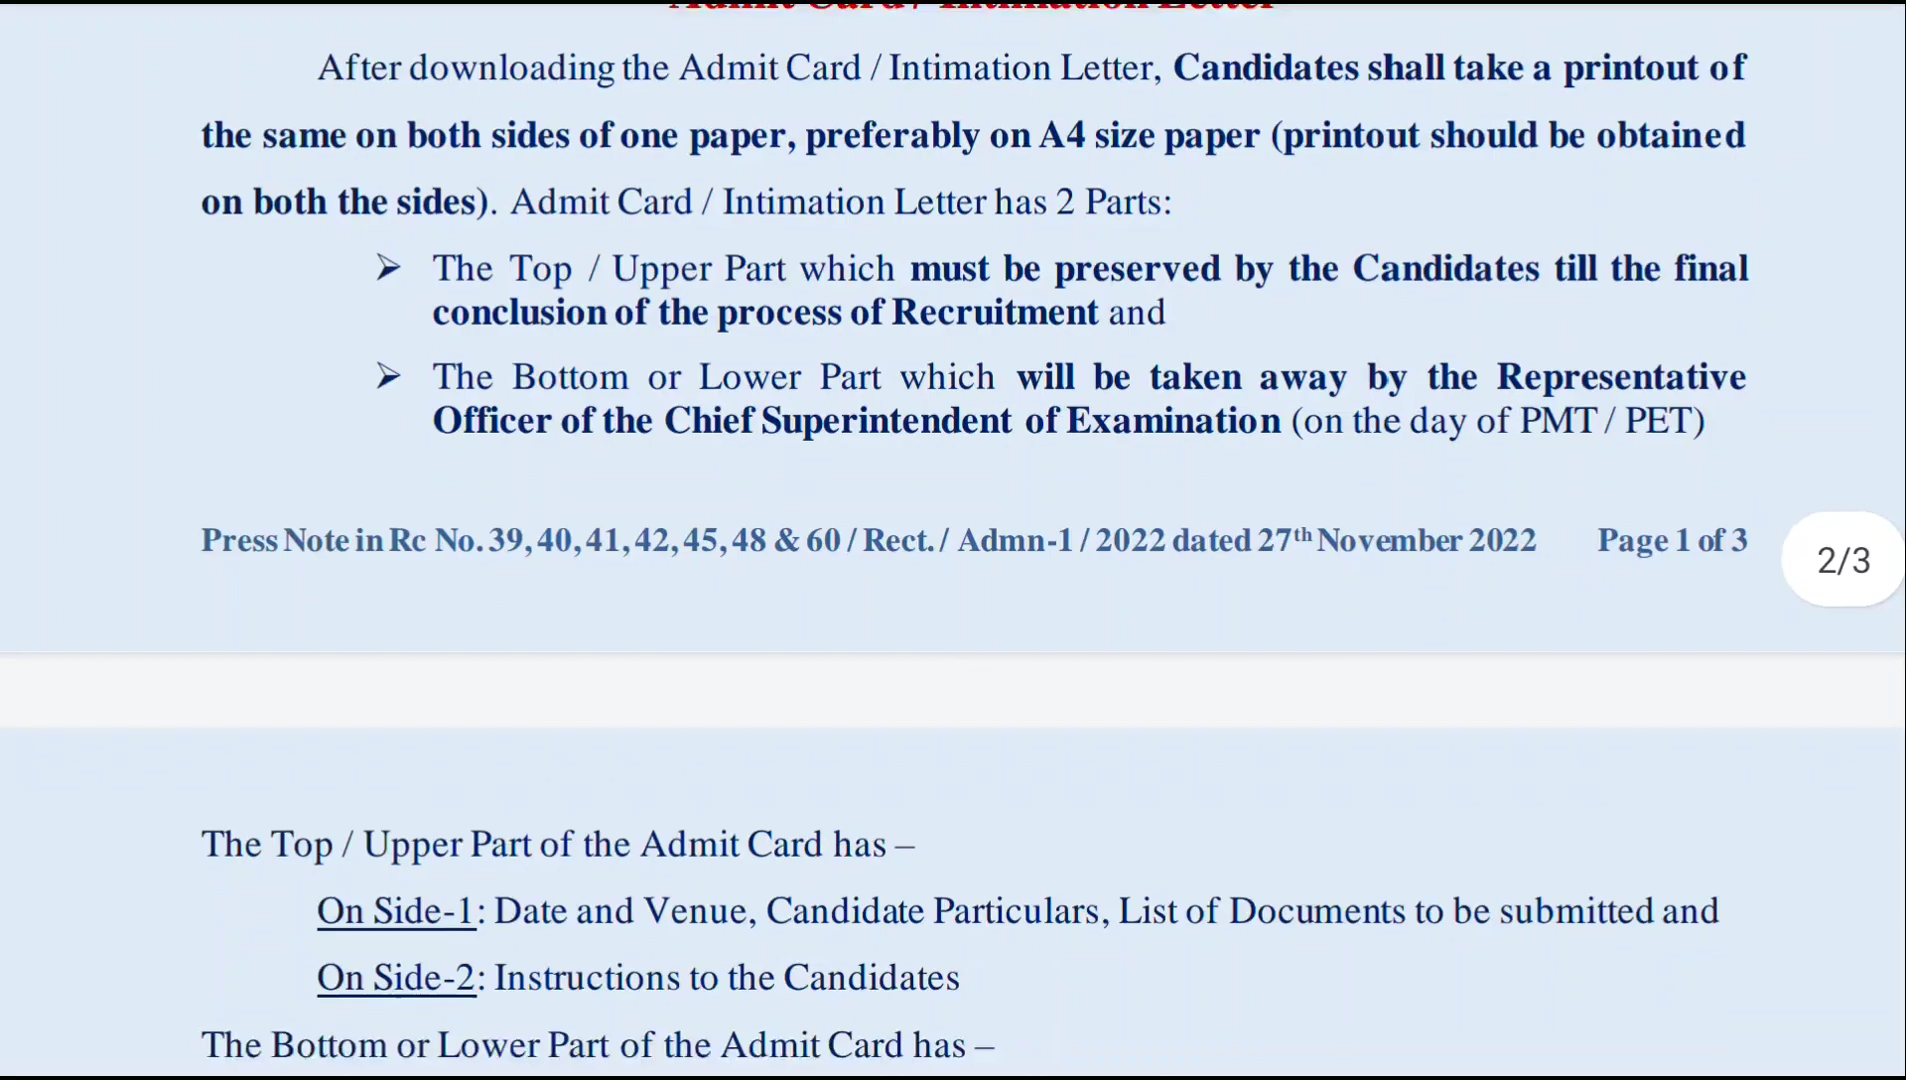 Admit Card / Intimation Letter
After downloading the Admit Card / Intimation Letter, Candidates shall take a printout of
the same on both sides of one paper, preferably on A4 size paper (printout should be obtained
on both the sides). Admit Card / Intimation Letter has 2 Parts:
➢ The Top / Upper Part which must be preserved by the Candidates till the final
conclusion of the process of Recruitment and
➢ The Bottom or Lower Part which will be taken away by the Representative
Officer of the Chief Superintendent of Examination (on the day of PMT / PET)
Press Note in Rc No. 39, 40, 41, 42, 45, 48 & 60 / Rect. / Admn-1 / 2022 dated 27th November 2022 Page 1 of 3
2/3
The Top / Upper Part of the Admit Card has –
On Side-1: Date and Venue, Candidate Particulars, List of Documents to be submitted and
On Side-2: Instructions to the Candidates
The Bottom or Lower Part of the Admit Card has –